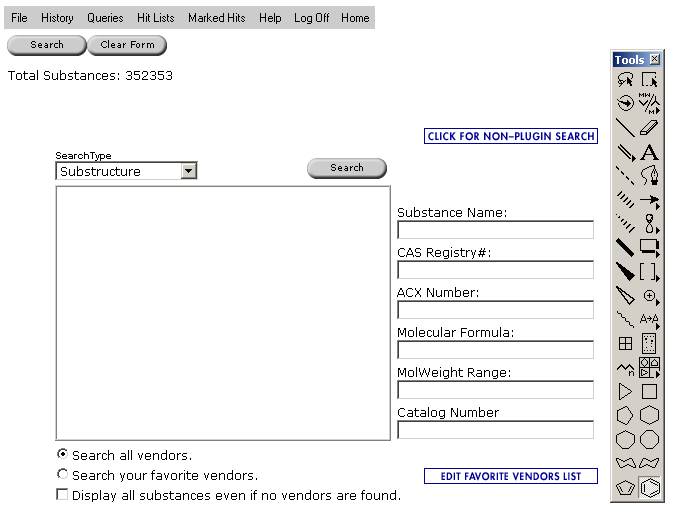 File History Queries Hit Lists Marked Hits Help Log Off Home
Search Clear Form
Total Substances: 352353
Tools
CLICK FOR NON-PLUGIN SEARCH
SearchType
Substructure
Search
Substance Name:
CAS Registry#:
ACX Number:
Molecular Formula:
MolWeight Range:
Catalog Number
Search all vendors.
Search your favorite vendors.
EDIT FAVORITE VENDORS LIST
Display all substances even if no vendors are found.
MW
M
A
A→A
n